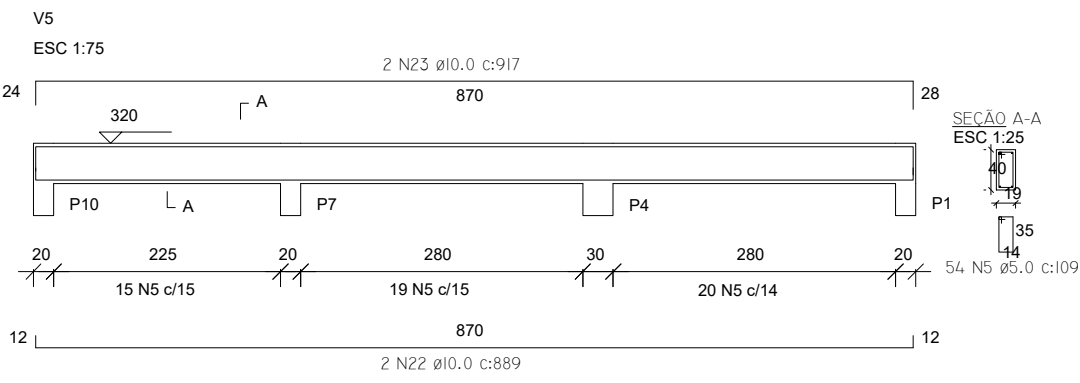 V5
ESC 1:75
2 N23 ø10.0 c:917
24
870
28
A
320
SEÇÃO A-A
ESC 1:25
40
19
A
P10
P7
P4
P1
35
14
20
225
20
280
30
280
20
54 N5 ø5.0 c:109
15 N5 c/15
19 N5 c/15
20 N5 c/14
12
870
12
2 N22 ø10.0 c:889